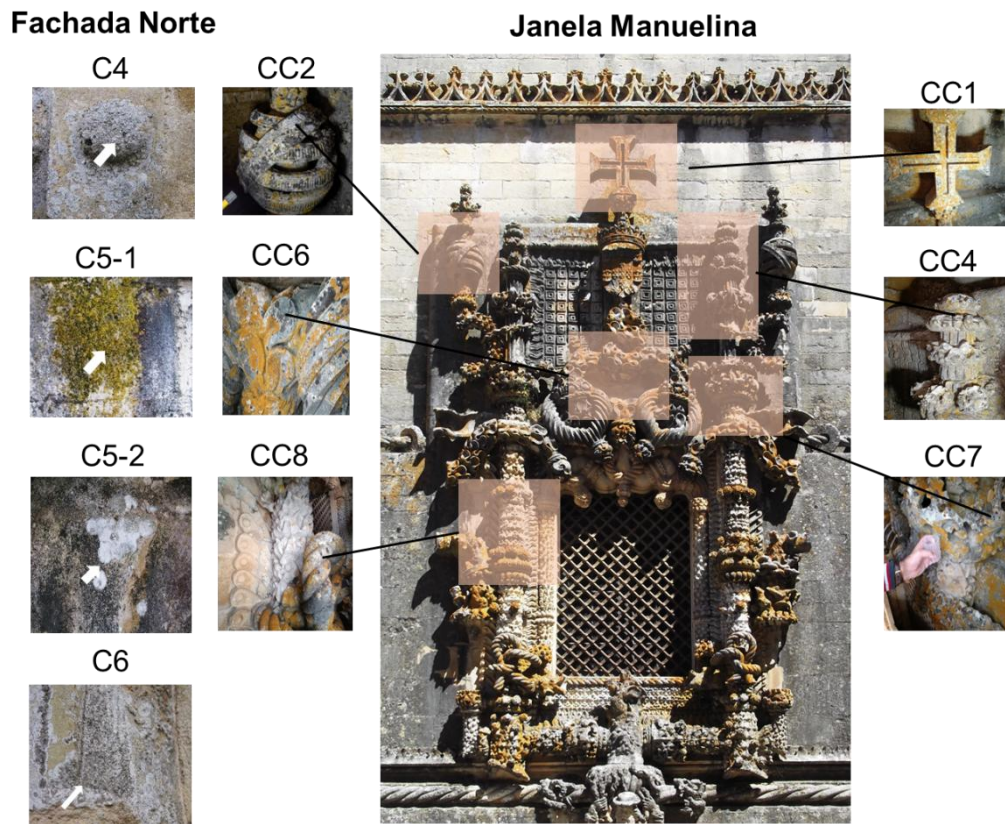 Fachada Norte
Janela Manuelina
C4
CC2
CC1
C5-1
CC6
CC4
C5-2
CC8
CC7
C6